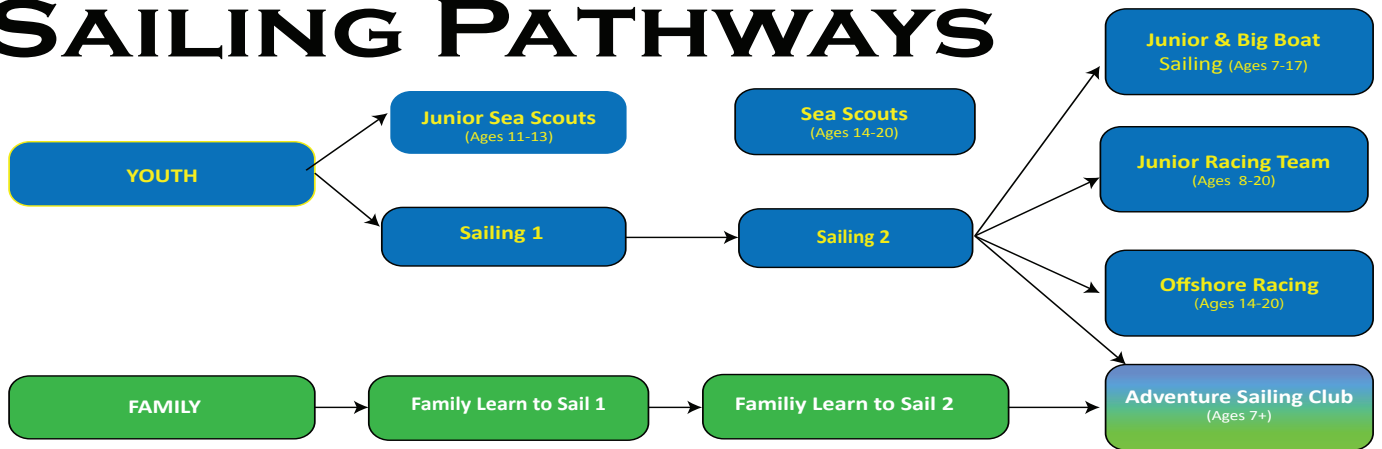 SAILING PATHWAYS
Junior & Big Boat
Sailing (Ages 7-17)
Junior Sea Scouts
(Ages 11-13)
Sea Scouts
(Ages 14-20)
YOUTH
Junior Racing Team
(Ages 8-20)
Sailing 1
Sailing 2
Offshore Racing
(Ages 14-20)
FAMILY
Family Learn to Sail 1
Familiy Learn to Sail 2
Adventure Sailing Club
(Ages 7+)